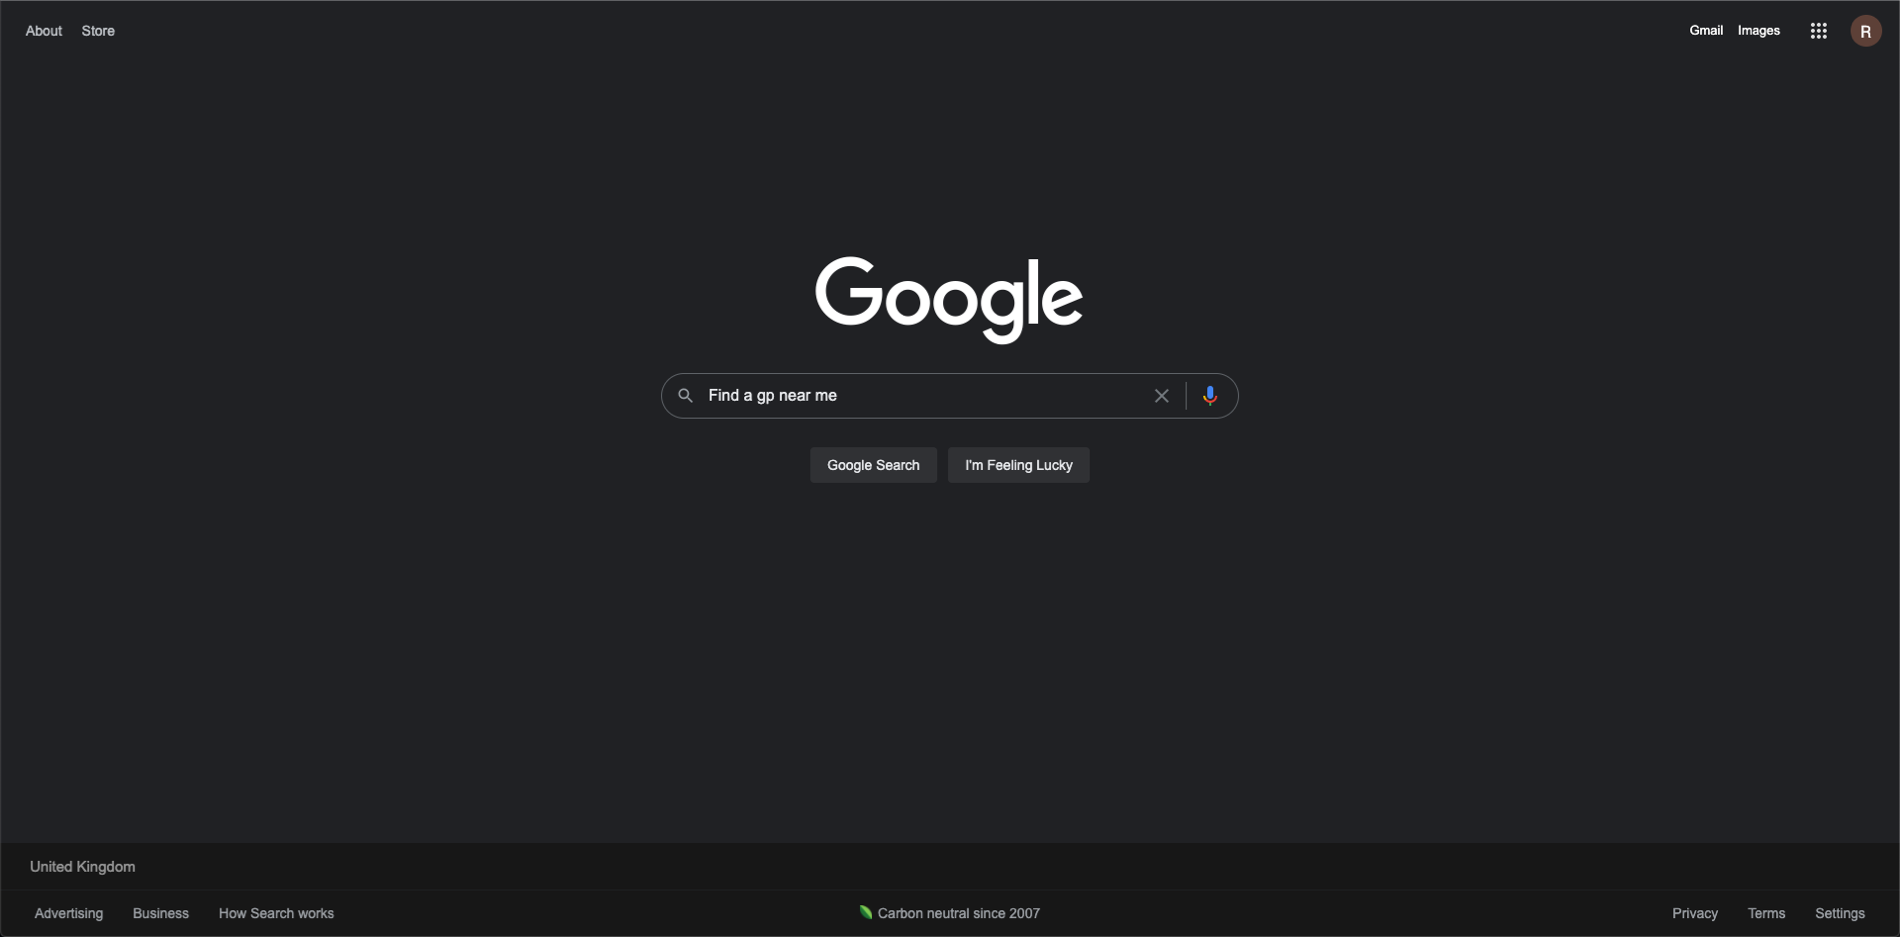 About Store
Gmail Images
R
Google
Find a gp near me
Google Search I'm Feeling Lucky
United Kingdom
Advertising Business How Search works
Carbon neutral since 2007
Privacy Terms Settings